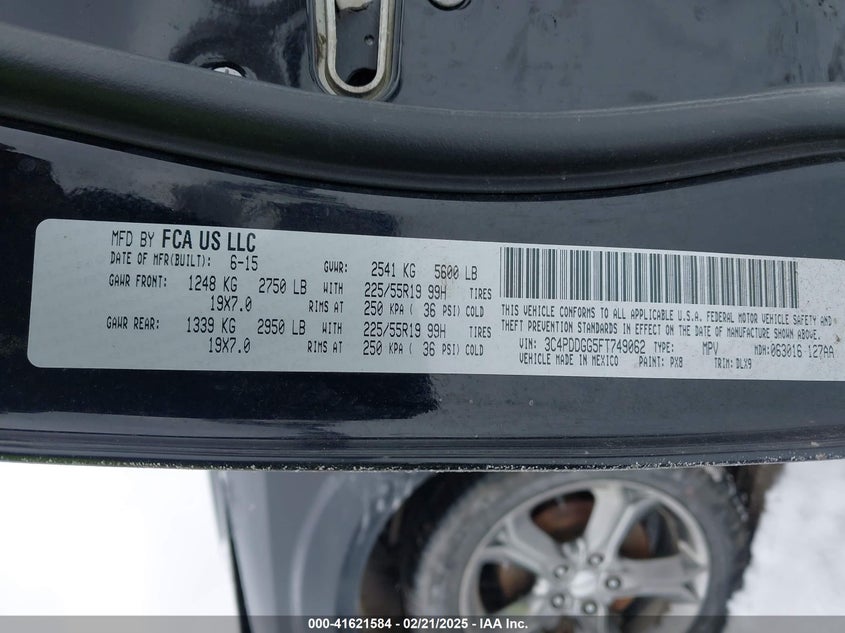 MFD BY FCA US LLC
DATE OF MFR(BUILT): 6-15 GVWR: 2541 KG 5600 LB
GAWR FRONT: 1248 KG 2750 LB WITH 225/55R19 99H TIRES
19X7.0 RIMS AT 250 KPA ( 36 PSI) COLD
GAWR REAR: 1339 KG 2950 LB WITH 225/55R19 99H TIRES
19X7.0 RIMS AT 250 KPA ( 36 PSI) COLD
THIS VEHICLE CONFORMS TO ALL APPLICABLE U.S.A. FEDERAL MOTOR VEHICLE SAFETY AND
THEFT PREVENTION STANDARDS IN EFFECT ON THE DATE OF MANUFACTURE SHOWN ABOVE.
VIN: 3C4PDDGG5FT749062 TYPE: MPV MDH: 063016 127AA
VEHICLE MADE IN MEXICO PAINT: PX8 TRIM: DLX9
000-41621584 - 02/21/2025 - IAA Inc.